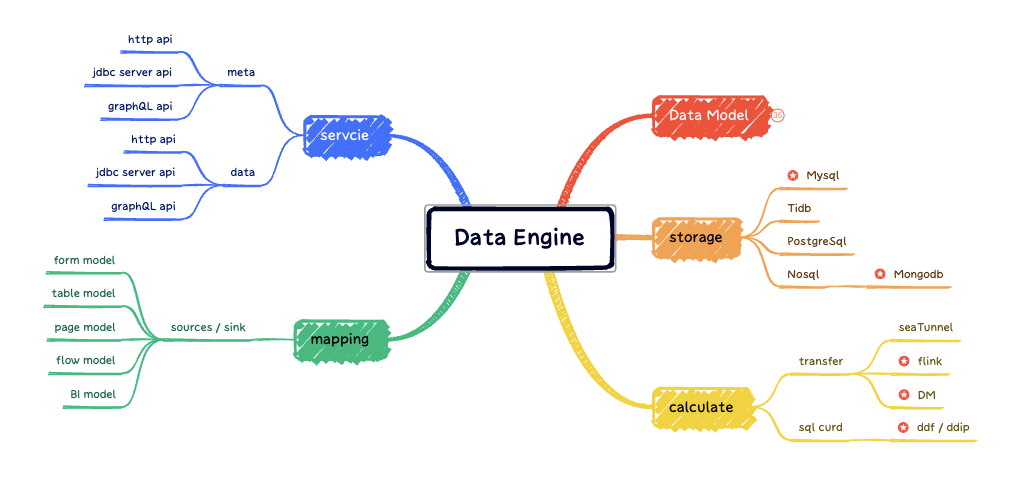 Data Engine
Data Model
35
storage
Mysql
Tidb
PostgreSql
Nosql
Mongodb
calculate
transfer
seaTunnel
flink
DM
sql curd
ddf / ddip
servcie
meta
http api
jdbc server api
graphQL api
data
http api
jdbc server api
graphQL api
mapping
sources / sink
form model
table model
page model
flow model
BI model